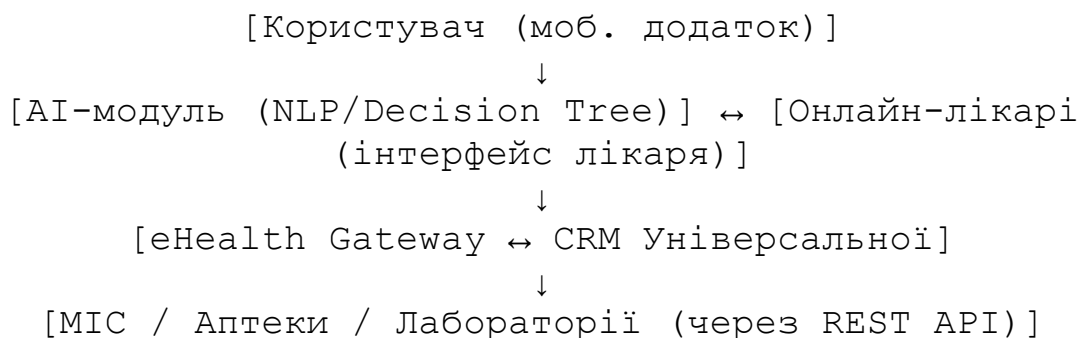 [Користувач (моб. додаток)]
↓
[AI-модуль (NLP/Decision Tree)] ↔ [Онлайн-лікарі
(інтерфейс лікаря)]
↓
[eHealth Gateway ↔ CRM Універсальної]
↓
[МІС / Аптеки / Лабораторії (через REST API)]